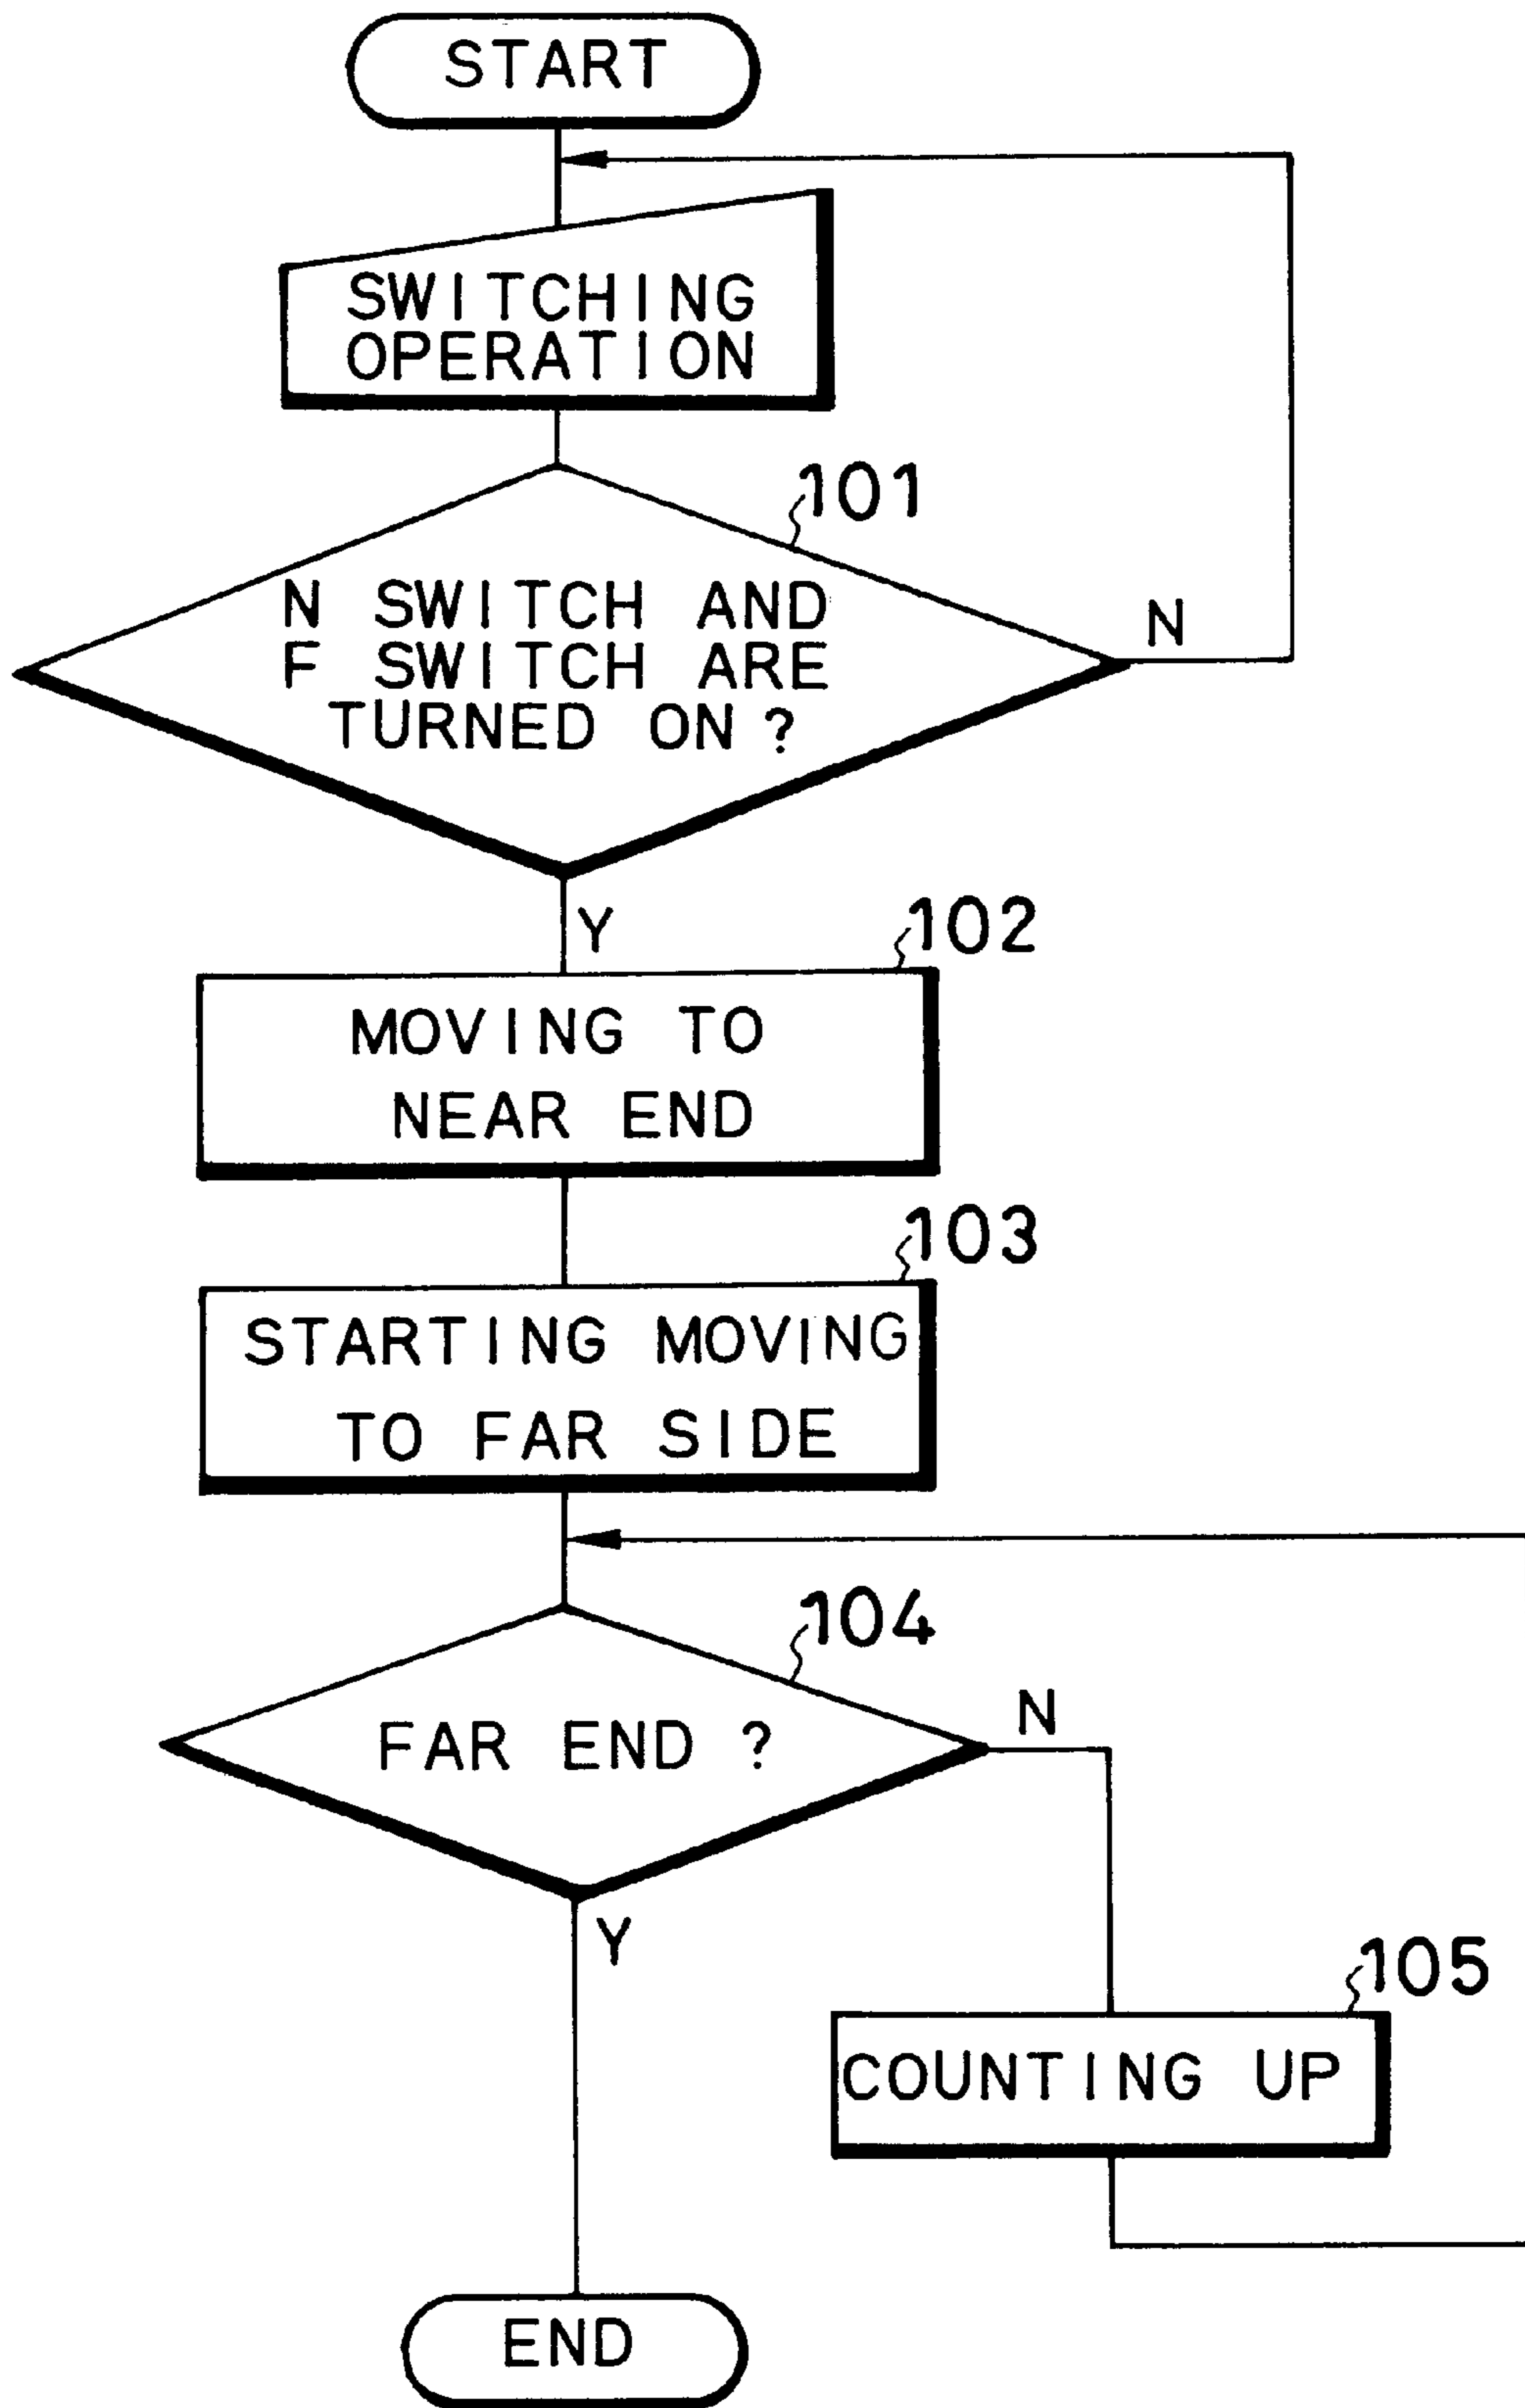 START
SWITCHING
OPERATION
101
N SWITCH AND
F SWITCH ARE
TURNED ON ?
N
Y
102
MOVING TO
NEAR END
103
STARTING MOVING
TO FAR SIDE
104
FAR END ?
N
Y
105
COUNTING UP
END